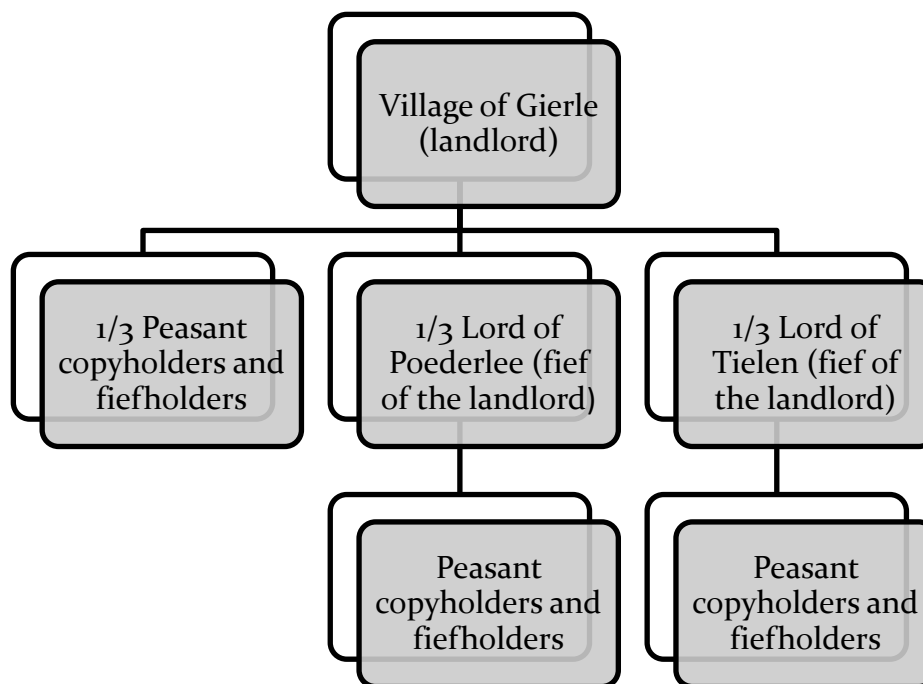 Village of Gierle
(landlord)
1/3 Peasant
copyholders and
fiefholders
1/3 Lord of
Poederlee (fief
of the landlord)
1/3 Lord of
Tielen (fief of
the landlord)
Peasant
copyholders and
fiefholders
Peasant
copyholders and
fiefholders